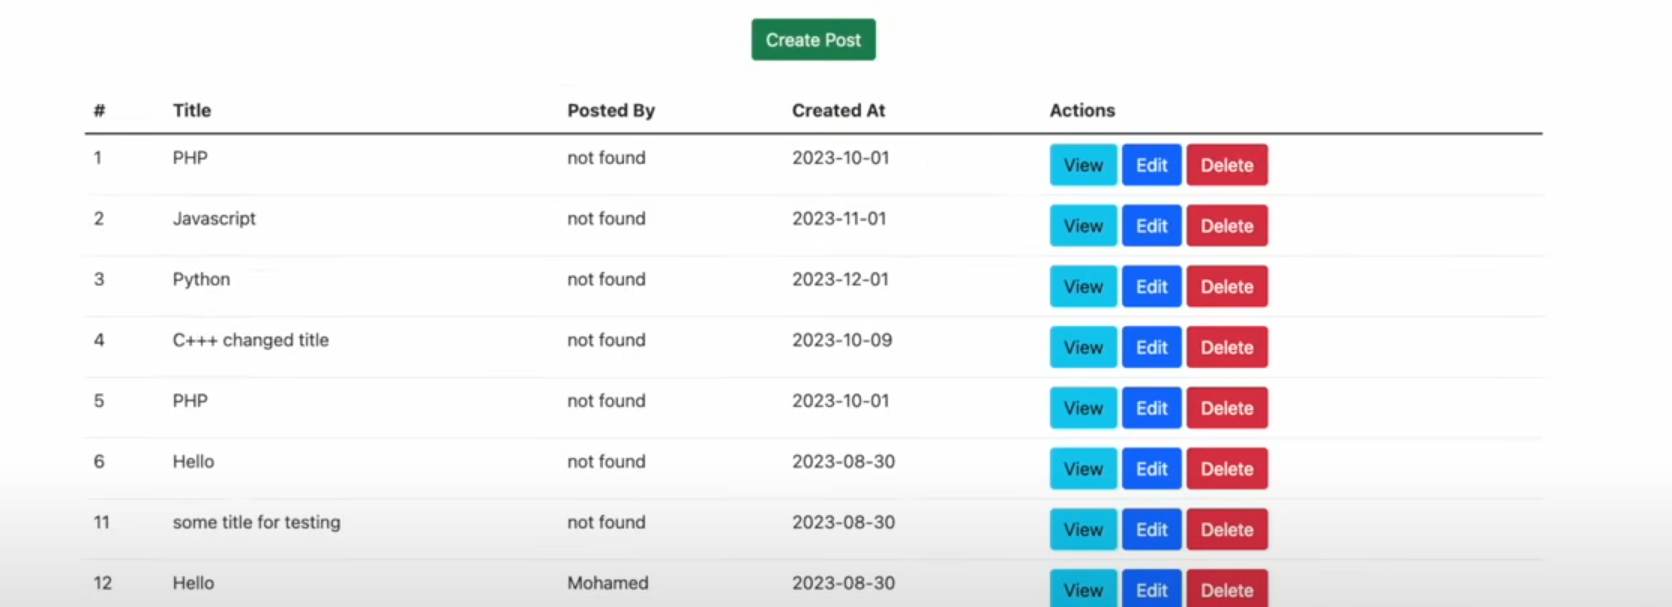 Create Post
# Title Posted By Created At Actions
1 PHP not found 2023-10-01 View Edit Delete
2 Javascript not found 2023-11-01 View Edit Delete
3 Python not found 2023-12-01 View Edit Delete
4 C+++ changed title not found 2023-10-09 View Edit Delete
5 PHP not found 2023-10-01 View Edit Delete
6 Hello not found 2023-08-30 View Edit Delete
11 some title for testing not found 2023-08-30 View Edit Delete
12 Hello Mohamed 2023-08-30 View Edit Delete